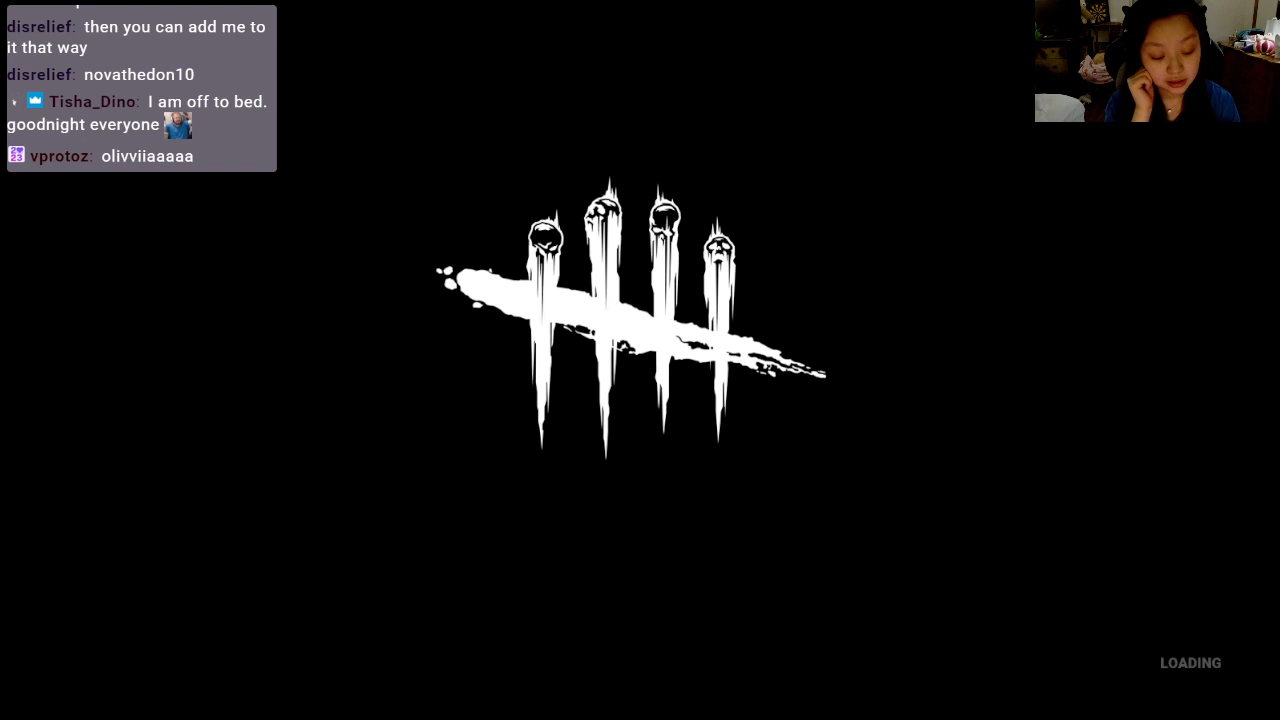 disrelief: then you can add me to
it that way
disrelief: novathedon10
Tisha_Dino: I am off to bed.
goodnight everyone
vprotoz: olivviiaaaaa
LOADING